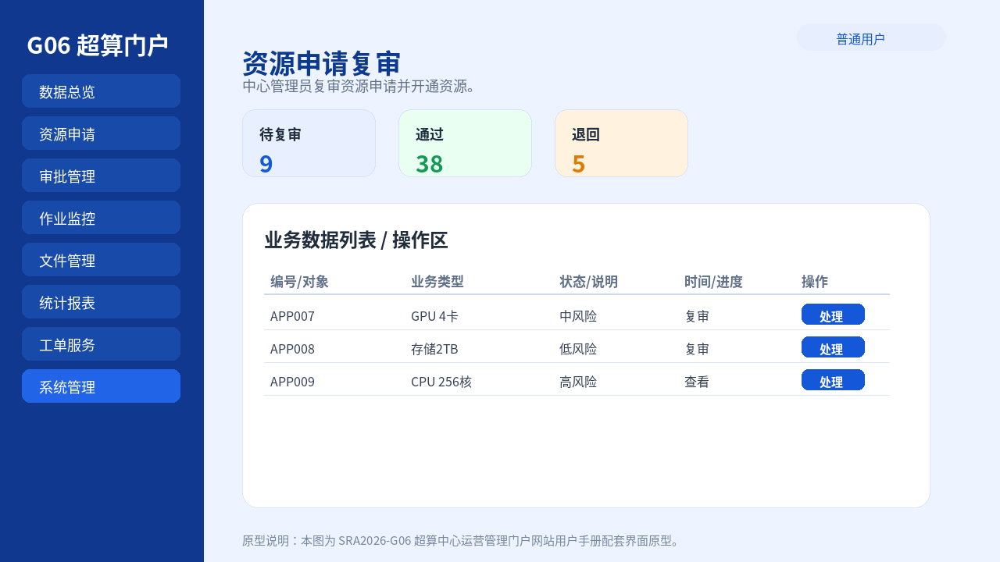 G06 超算门户
数据总览
资源申请
审批管理
作业监控
文件管理
统计报表
工单服务
系统管理
普通用户
资源申请复审
中心管理员复审资源申请并开通资源。
待复审
9
通过
38
退回
5
业务数据列表 / 操作区
编号/对象 业务类型 状态/说明 时间/进度 操作
APP007 GPU 4卡 中风险 复审 处理
APP008 存储2TB 低风险 复审 处理
APP009 CPU 256核 高风险 查看 处理
原型说明：本图为 SRA2026-G06 超算中心运营管理门户网站用户手册配套界面原型。